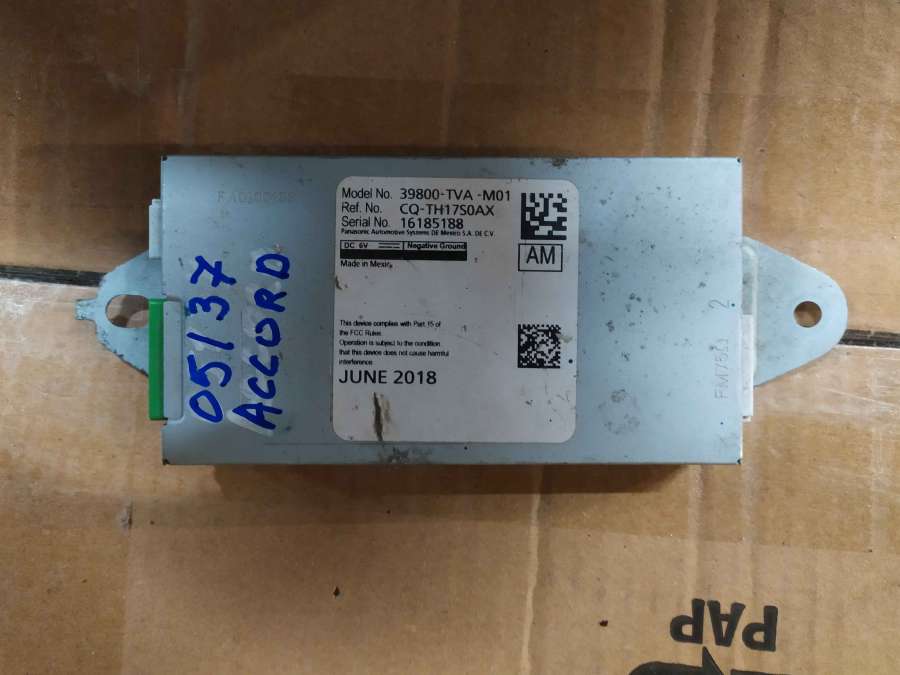 Model No. 39800-TVA -M01
Ref. No. CQ-TH17S0AX
Serial No. 16185188
Panasonic Automotive Systems DE Mexico S.A. DE C.V.
DC 6V Negative Ground
Made in Mexico
AM
This device complies with Part 15 of
the FCC Rules.
Operation is subject to the condition
that this device does not cause harmful
interference.
JUNE 2018
05/37
ACCORD
FM75Ω 2
PAP